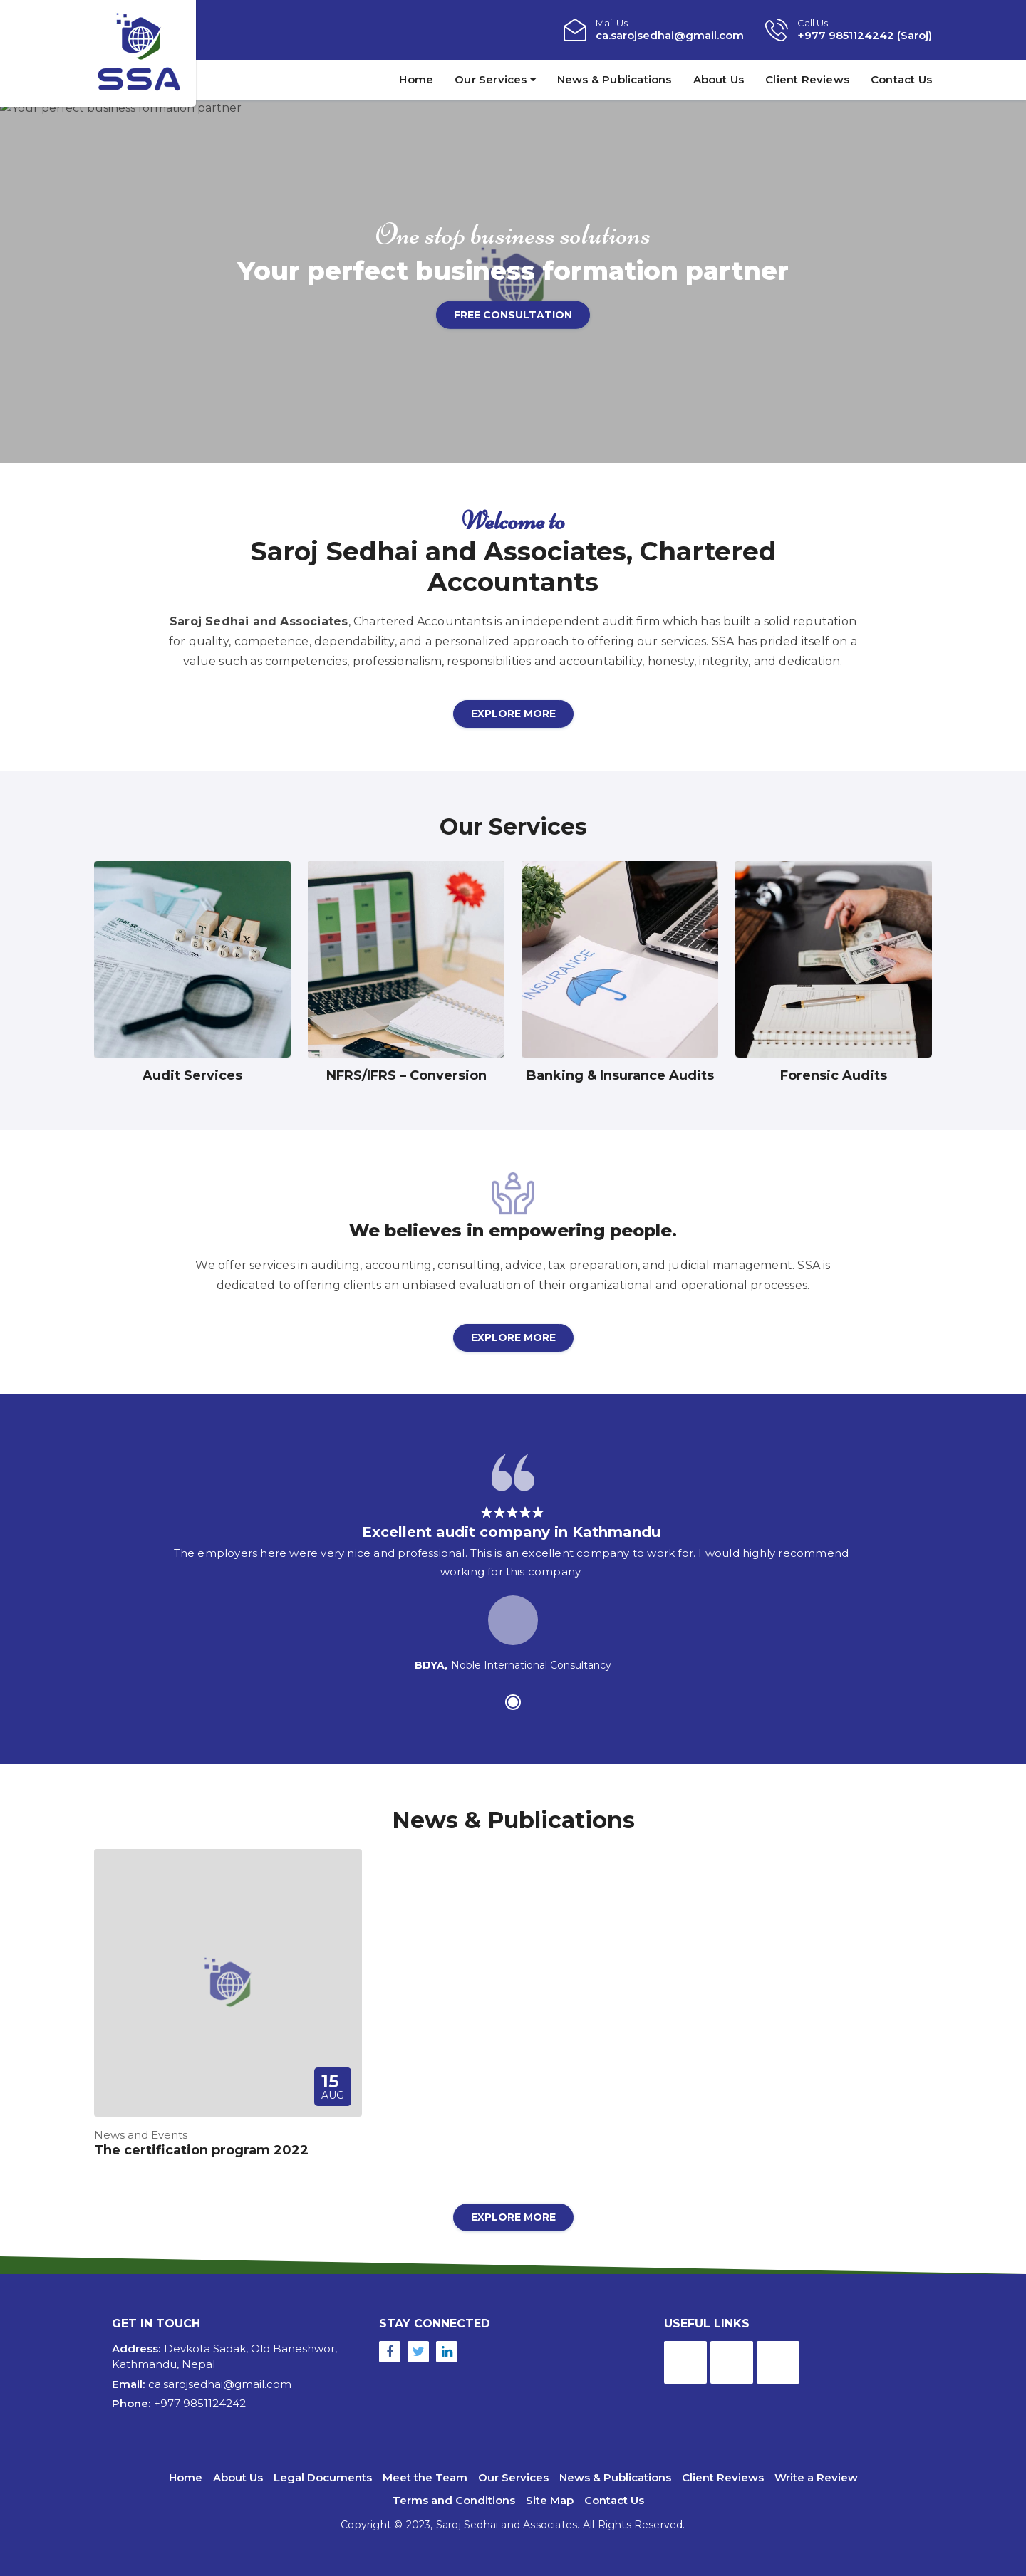 SSA
Mail Us
ca.sarojsedhai@gmail.com
Call Us
+977 9851124242 (Saroj)
Home
Our Services
News & Publications
About Us
Client Reviews
Contact Us
Your perfect business formation partner
One stop business solutions
Your perfect business formation partner
FREE CONSULTATION
Welcome to
Saroj Sedhai and Associates, Chartered
Accountants
Saroj Sedhai and Associates, Chartered Accountants is an independent audit firm which has built a solid reputation
for quality, competence, dependability, and a personalized approach to offering our services. SSA has prided itself on a
value such as competencies, professionalism, responsibilities and accountability, honesty, integrity, and dedication.
EXPLORE MORE
Our Services
TAX
INSURANCE
Audit Services
NFRS/IFRS – Conversion
Banking & Insurance Audits
Forensic Audits
We believes in empowering people.
We offer services in auditing, accounting, consulting, advice, tax preparation, and judicial management. SSA is
dedicated to offering clients an unbiased evaluation of their organizational and operational processes.
EXPLORE MORE
Excellent audit company in Kathmandu
The employers here were very nice and professional. This is an excellent company to work for. I would highly recommend
working for this company.
BIJYA, Noble International Consultancy
News & Publications
15
AUG
News and Events
The certification program 2022
EXPLORE MORE
GET IN TOUCH
Address: Devkota Sadak, Old Baneshwor,
Kathmandu, Nepal
Email: ca.sarojsedhai@gmail.com
Phone: +977 9851124242
STAY CONNECTED
USEFUL LINKS
Home
About Us
Legal Documents
Meet the Team
Our Services
News & Publications
Client Reviews
Write a Review
Terms and Conditions
Site Map
Contact Us
Copyright © 2023, Saroj Sedhai and Associates. All Rights Reserved.